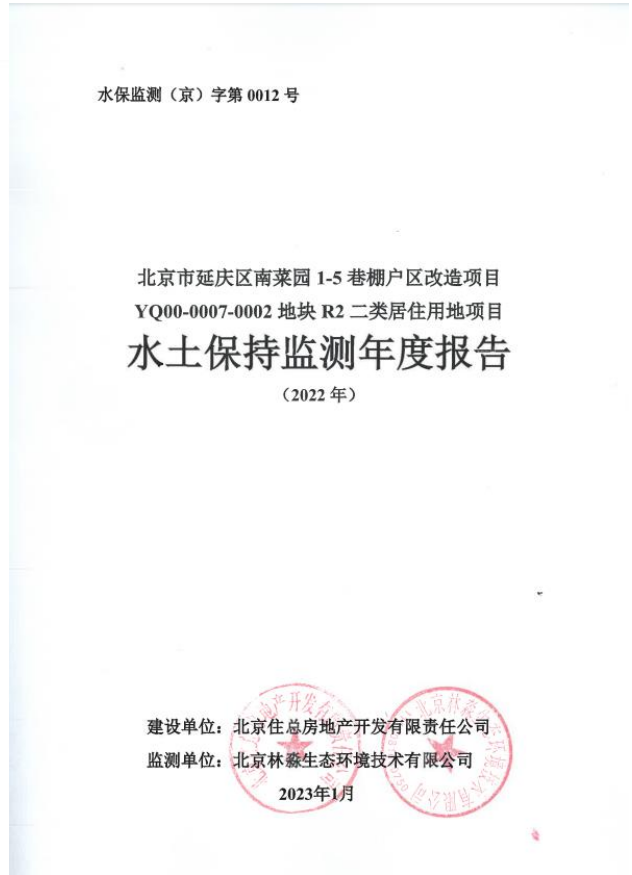 水保监测（京）字第 0012 号
北京市延庆区南菜园 1-5 巷棚户区改造项目
YQ00-0007-0002 地块 R2 二类居住用地项目
水土保持监测年度报告
（2022 年）
建设单位：北京住总房地产开发有限责任公司
监测单位：北京林淼生态环境技术有限公司
2023年1月